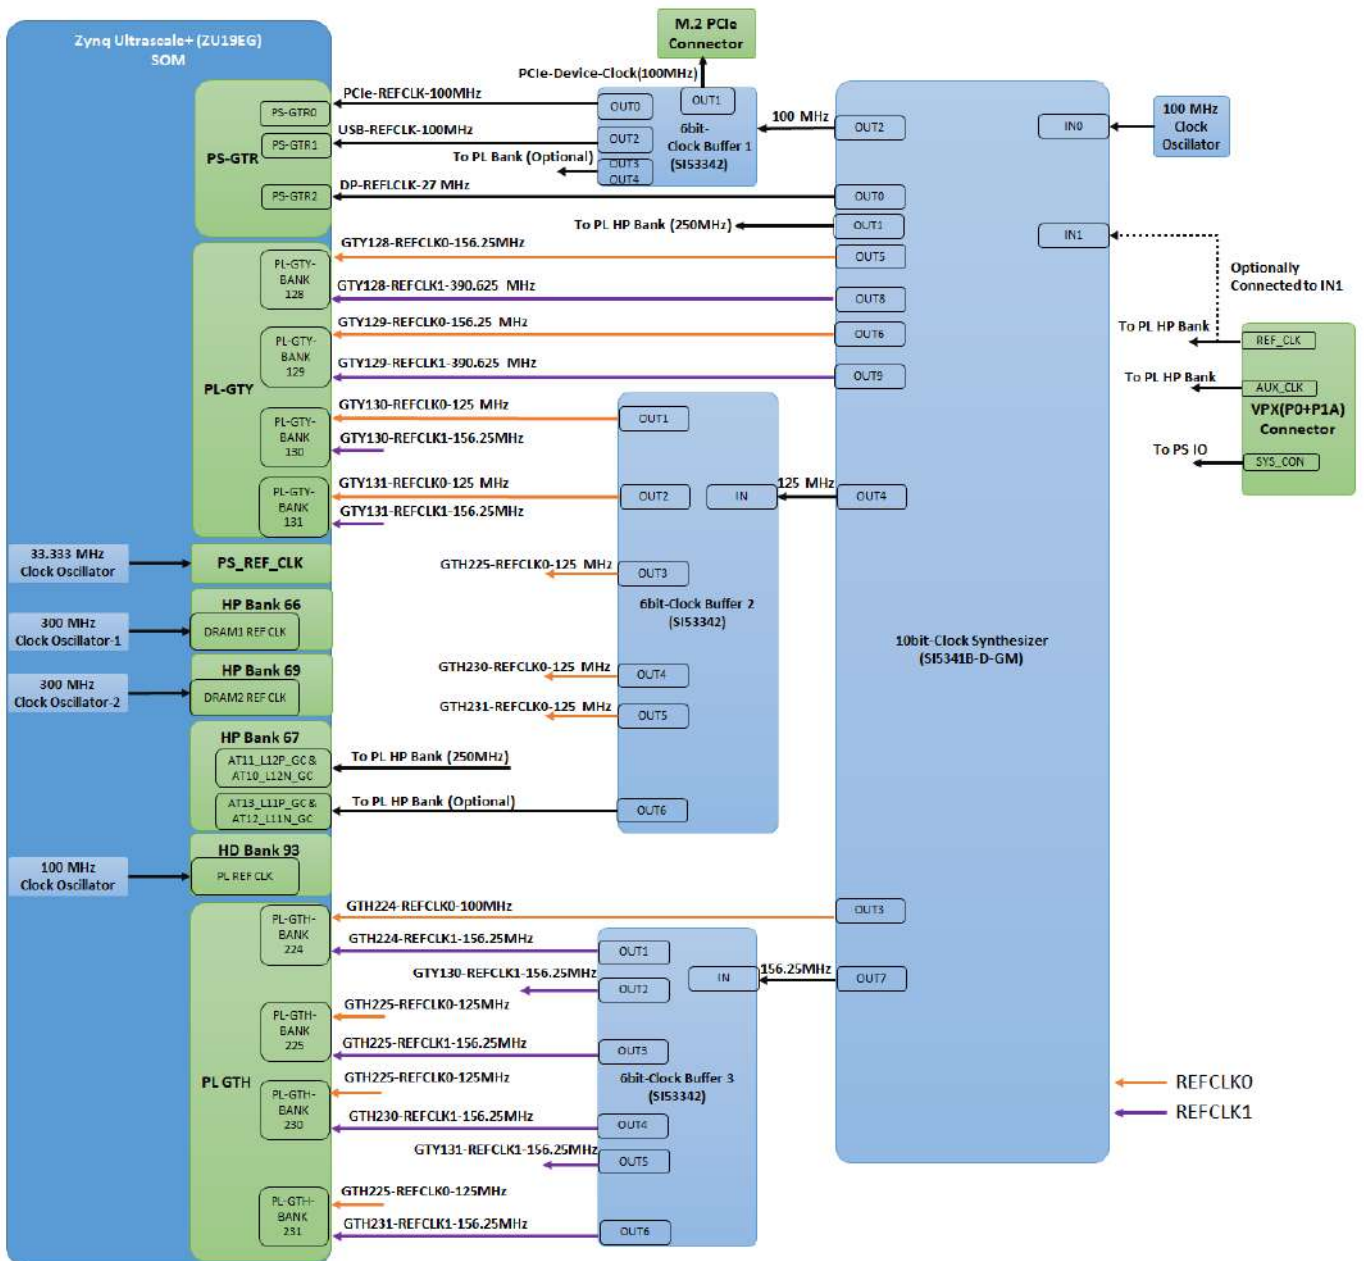 Zynq Ultrascale+ (ZU19EG)
SOM
M.2 PCIe
Connector
PCIe-Device-Clock(100MHz)
PS-GTR
PS-GTR0
PS-GTR1
PS-GTR2
PCIe-REFCLK-100MHz
USB-REFCLK-100MHz
To PL Bank (Optional)
DP-REFLCLK-27 MHz
OUT0
OUT1
OUT2
OUT3
OUT4
6bit-
Clock Buffer 1
(SI53342)
100 MHz
OUT2
OUT0
OUT1
OUT5
OUT8
OUT6
OUT9
OUT4
OUT3
OUT7
IN0
IN1
10bit-Clock Synthesizer
(SI5341B-D-GM)
100 MHz
Clock
Oscillator
Optionally
Connected to IN1
To PL HP Bank
REF_CLK
To PL HP Bank
AUX_CLK
VPX(P0+P1A)
Connector
To PS IO
SYS_CON
To PL HP Bank (250MHz)
PL-GTY
PL-GTY-
BANK
128
PL-GTY-
BANK
129
PL-GTY-
BANK
130
PL-GTY-
BANK
131
GTY128-REFCLK0-156.25MHz
GTY128-REFCLK1-390.625 MHz
GTY129-REFCLK0-156.25 MHz
GTY129-REFCLK1-390.625 MHz
GTY130-REFCLK0-125 MHz
GTY130-REFCLK1-156.25MHz
GTY131-REFCLK0-125 MHz
GTY131-REFCLK1-156.25MHz
OUT1
OUT2
IN
125 MHz
GTH225-REFCLK0-125 MHz
OUT3
6bit-Clock Buffer 2
(SI53342)
GTH230-REFCLK0-125 MHz
OUT4
GTH231-REFCLK0-125 MHz
OUT5
OUT6
33.333 MHz
Clock Oscillator
PS_REF_CLK
HP Bank 66
300 MHz
Clock Oscillator-1
DRAM1 REF CLK
HP Bank 69
300 MHz
Clock Oscillator-2
DRAM2 REF CLK
HP Bank 67
AT11_L12P_GC &
AT10_L12N_GC
To PL HP Bank (250MHz)
AT13_L11P_GC &
AT12_L11N_GC
To PL HP Bank (Optional)
HD Bank 93
100 MHz
Clock Oscillator
PL REF CLK
PL GTH
PL-GTH-
BANK
224
PL-GTH-
BANK
225
PL-GTH-
BANK
230
PL-GTH-
BANK
231
GTH224-REFCLK0-100MHz
GTH224-REFCLK1-156.25MHz
GTY130-REFCLK1-156.25MHz
GTH225-REFCLK0-125MHz
GTH225-REFCLK1-156.25MHz
GTH225-REFCLK0-125MHz
GTH230-REFCLK1-156.25MHz
GTY131-REFCLK1-156.25MHz
GTH225-REFCLK0-125MHz
GTH231-REFCLK1-156.25MHz
OUT1
OUT2
IN
156.25MHz
OUT3
6bit-Clock Buffer 3
(SI53342)
OUT4
OUT5
OUT6
REFCLK0
REFCLK1